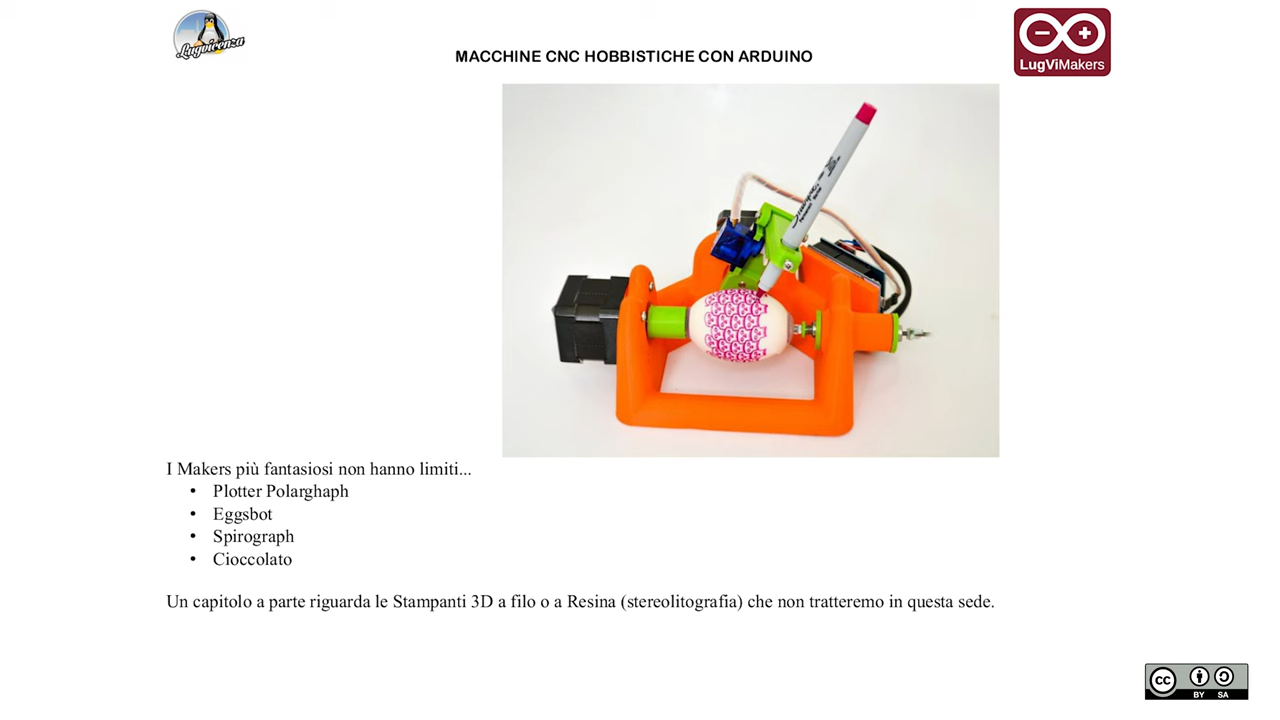 Lugvicenza
MACCHINE CNC HOBBISTICHE CON ARDUINO
LugViMakers
I Makers più fantasiosi non hanno limiti...
• Plotter Polarghaph
• Eggsbot
• Spirograph
• Cioccolato
Un capitolo a parte riguarda le Stampanti 3D a filo o a Resina (stereolitografia) che non tratteremo in questa sede.
cc
BY SA